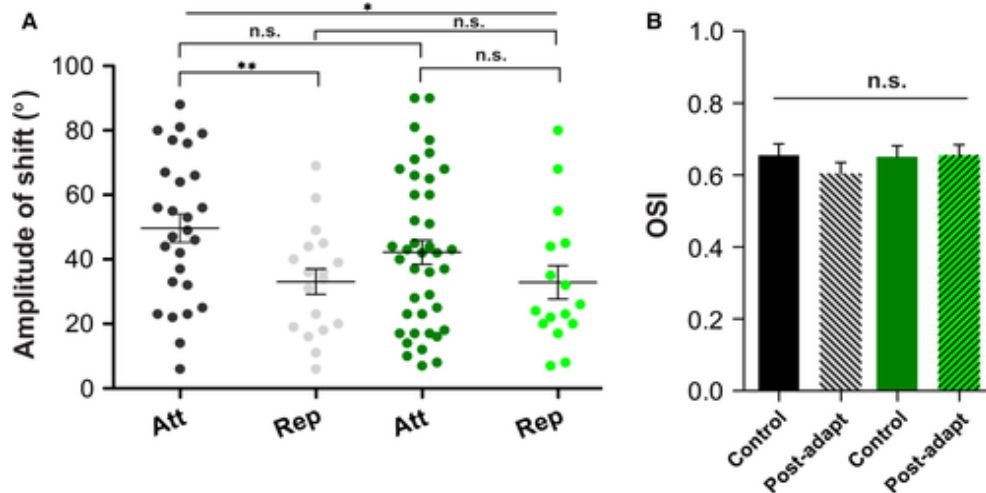 A
*
n.s.
n.s.
**
n.s.
Amplitude of shift (°)
100
80
60
40
20
0
Att
Rep
Att
Rep
B
n.s.
OSI
1.0
0.8
0.6
0.4
0.2
0.0
Control
Post-adapt
Control
Post-adapt